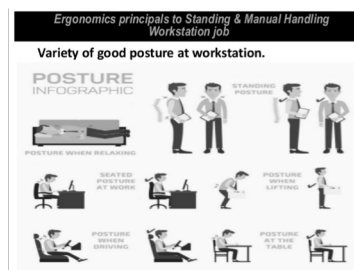 Ergonomics principals to Standing & Manual Handling
Workstation job
Variety of good posture at workstation.
POSTURE
INFOGRAPHIC
STANDING
POSTURE
POSTURE WHEN RELAXING
SEATED
POSTURE
AT WORK
POSTURE
WHEN
LIFTING
POSTURE
WHEN
DRIVING
POSTURE
AT THE
TABLE